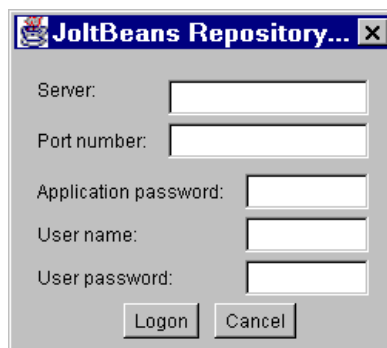 JoltBeans Repository...
Server:
Port number:
Application password:
User name:
User password:
Logon Cancel